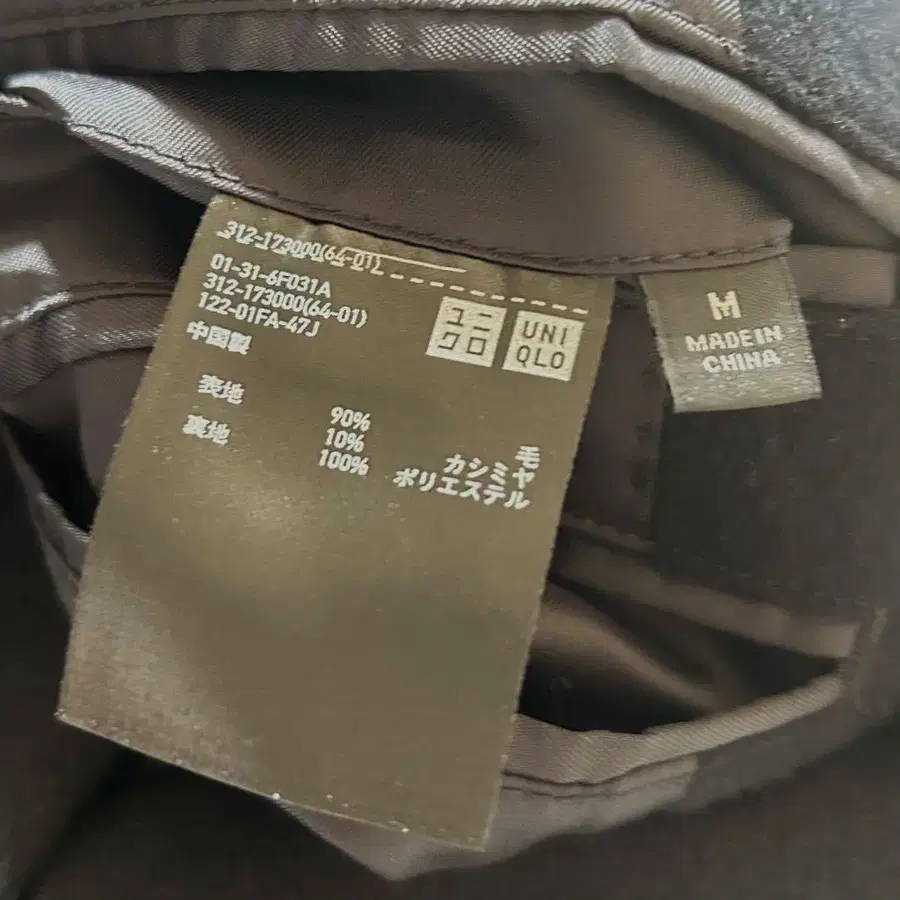 312-173000(64-01)
01-31-6F031A
312-173000(64-01)
122-01FA-47J
中国製
ユニ
クロ
UNI
QLO
表地 90% 毛
10% カシミヤ
裏地 100% ポリエステル
M
MADE IN
CHINA